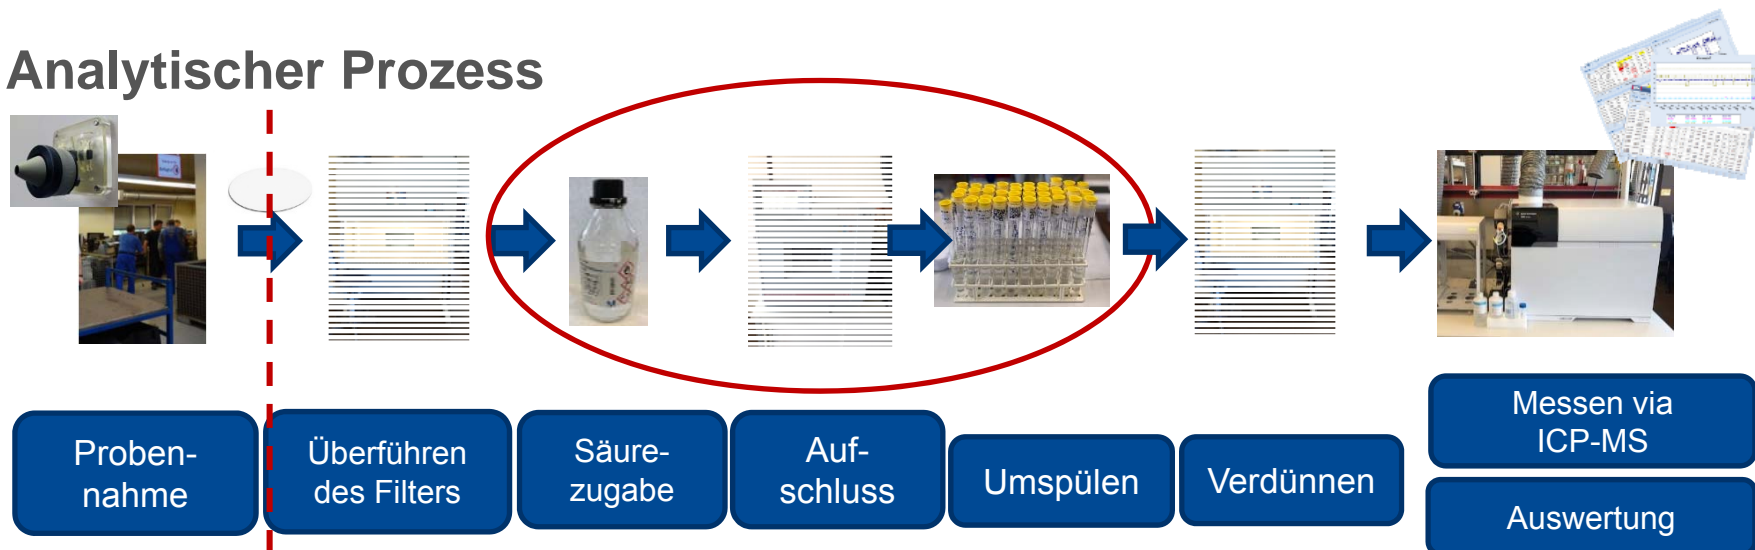 Analytischer Prozess
Proben-
nahme
Überführen
des Filters
Säure-
zugabe
Auf-
schluss
Umspülen
Verdünnen
Messen via
ICP-MS
Auswertung